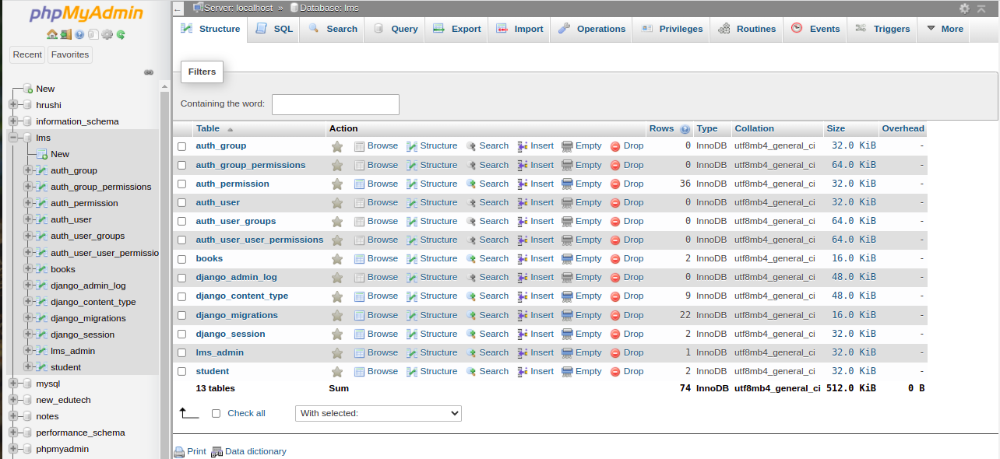 phpMyAdmin
Recent Favorites
New
hrushi
information_schema
lms
New
auth_group
auth_group_permissions
auth_permission
auth_user
auth_user_groups
auth_user_user_permissio
books
django_admin_log
django_content_type
django_migrations
django_session
lms_admin
student
mysql
new_edutech
notes
performance_schema
phpmyadmin
← Server: localhost » Database: lms
Structure SQL Search Query Export Import Operations Privileges Routines Events Triggers More
Filters
Containing the word:
Table Action Rows Type Collation Size Overhead
auth_group Browse Structure Search Insert Empty Drop 0 InnoDB utf8mb4_general_ci 32.0 KiB -
auth_group_permissions Browse Structure Search Insert Empty Drop 0 InnoDB utf8mb4_general_ci 64.0 KiB -
auth_permission Browse Structure Search Insert Empty Drop 36 InnoDB utf8mb4_general_ci 32.0 KiB -
auth_user Browse Structure Search Insert Empty Drop 0 InnoDB utf8mb4_general_ci 32.0 KiB -
auth_user_groups Browse Structure Search Insert Empty Drop 0 InnoDB utf8mb4_general_ci 64.0 KiB -
auth_user_user_permissions Browse Structure Search Insert Empty Drop 0 InnoDB utf8mb4_general_ci 64.0 KiB -
books Browse Structure Search Insert Empty Drop 2 InnoDB utf8mb4_general_ci 16.0 KiB -
django_admin_log Browse Structure Search Insert Empty Drop 0 InnoDB utf8mb4_general_ci 48.0 KiB -
django_content_type Browse Structure Search Insert Empty Drop 9 InnoDB utf8mb4_general_ci 48.0 KiB -
django_migrations Browse Structure Search Insert Empty Drop 22 InnoDB utf8mb4_general_ci 16.0 KiB -
django_session Browse Structure Search Insert Empty Drop 2 InnoDB utf8mb4_general_ci 32.0 KiB -
lms_admin Browse Structure Search Insert Empty Drop 1 InnoDB utf8mb4_general_ci 32.0 KiB -
student Browse Structure Search Insert Empty Drop 2 InnoDB utf8mb4_general_ci 32.0 KiB -
13 tables Sum 74 InnoDB utf8mb4_general_ci 512.0 KiB 0 B
Check all With selected:
Print Data dictionary